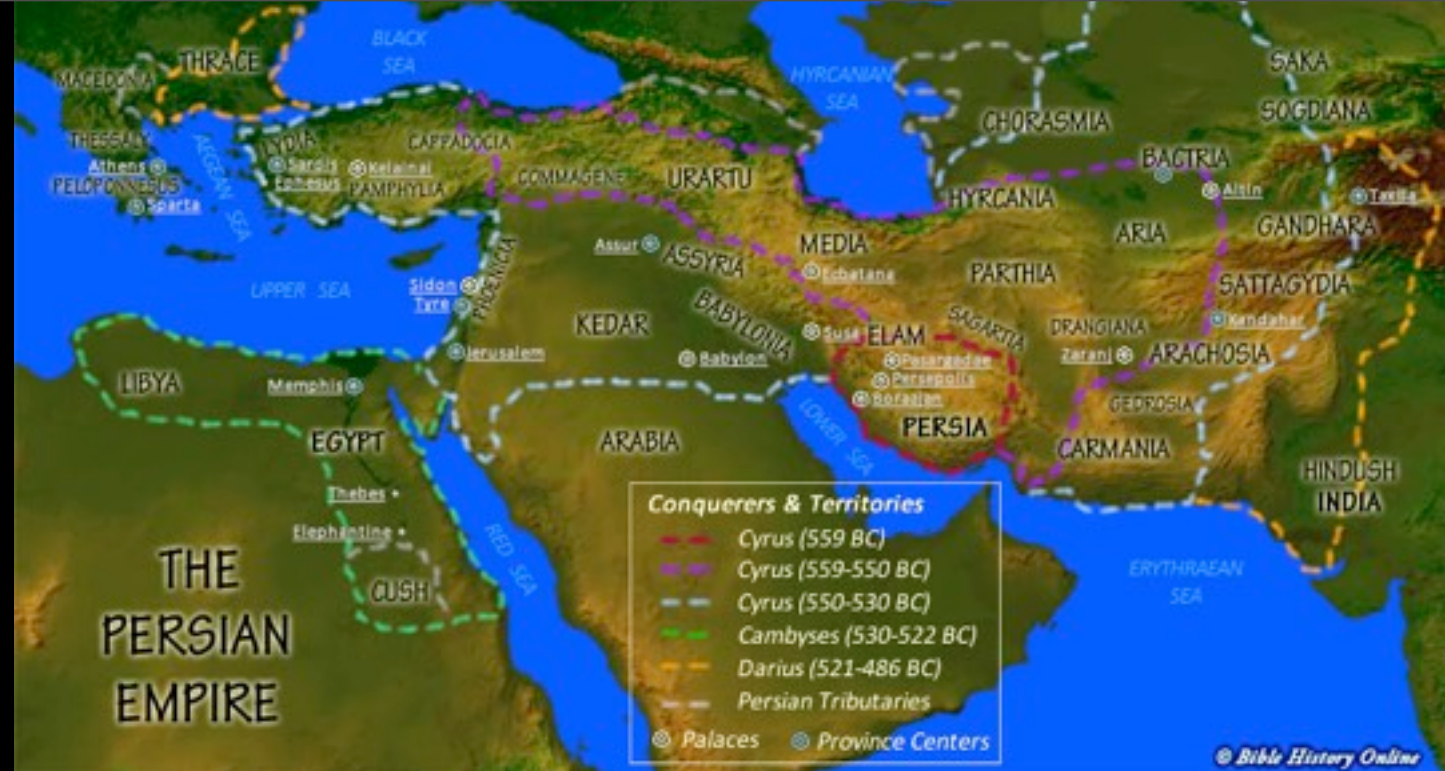 BLACK
SEA
THRACE
MACEDONIA
HYRCANIAN
SEA
SAKA
SOGDIANA
CHORASMIA
THESSALY
LYDIA
CAPPADOCIA
Athens
Sardis
Kelainai
Ephesus
PAMPHYLIA
PELOPONNESUS
Sparta
AEGEAN SEA
COMMAGENE
URARTU
HYRCANIA
BACTRIA
Taxila
GANDHARA
ARIA
Assur
ASSYRIA
MEDIA
Ecbatana
PARTHIA
SATTAGYDIA
UPPER SEA
Sidon
Tyre
PHOENCIA
KEDAR
BABYLONIA
Susa
ELAM
SAGARTIA
DRANGIANA
Kandahar
Jerusalem
Babylon
Pasargadae
Zaranj
ARACHOSIA
LIBYA
Memphis
Persepolis
Borazjan
GEDROSIA
EGYPT
ARABIA
LOWER SEA
PERSIA
CARMANIA
HINDUSH
INDIA
Thebes
Elephantine
RED SEA
CUSH
ERYTHRAEAN
SEA
THE
PERSIAN
EMPIRE
Conquerers & Territories
Cyrus (559 BC)
Cyrus (559-550 BC)
Cyrus (550-530 BC)
Cambyses (530-522 BC)
Darius (521-486 BC)
Persian Tributaries
Palaces Province Centers
© Bible History Online